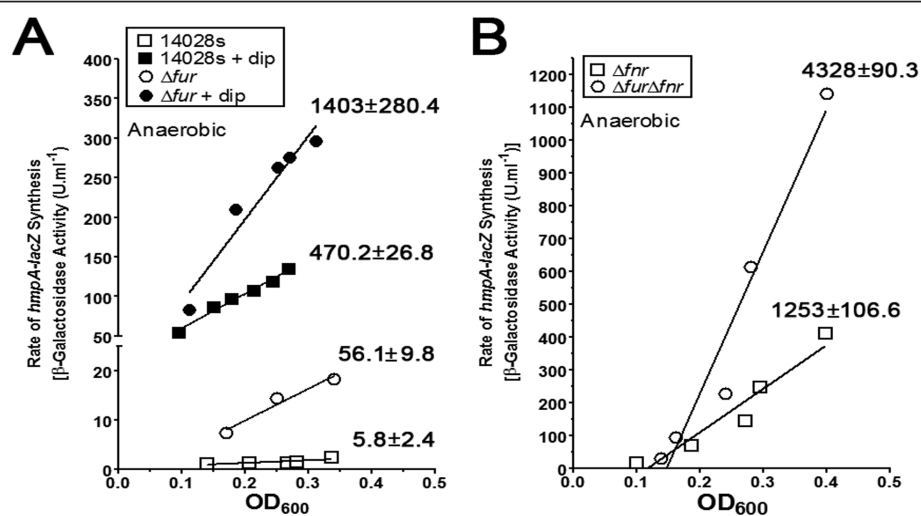 A
14028s
14028s + dip
Δfur
Δfur + dip
Anaerobic
1403±280.4
470.2±26.8
56.1±9.8
5.8±2.4
Rate of hmpA-lacZ Synthesis
[β-Galactosidase Activity (U.ml⁻¹)
400
350
300
250
200
150
100
50
20
10
0
0.0 0.1 0.2 0.3 0.4 0.5
OD₆₀₀
B
Δfnr
ΔfurΔfnr
Anaerobic
4328±90.3
1253±106.6
Rate of hmpA-lacZ Synthesis
[β-Galactosidase Activity (U.ml⁻¹)]
1200
1100
1000
900
800
700
600
500
400
300
200
100
0
0.0 0.1 0.2 0.3 0.4 0.5
OD₆₀₀